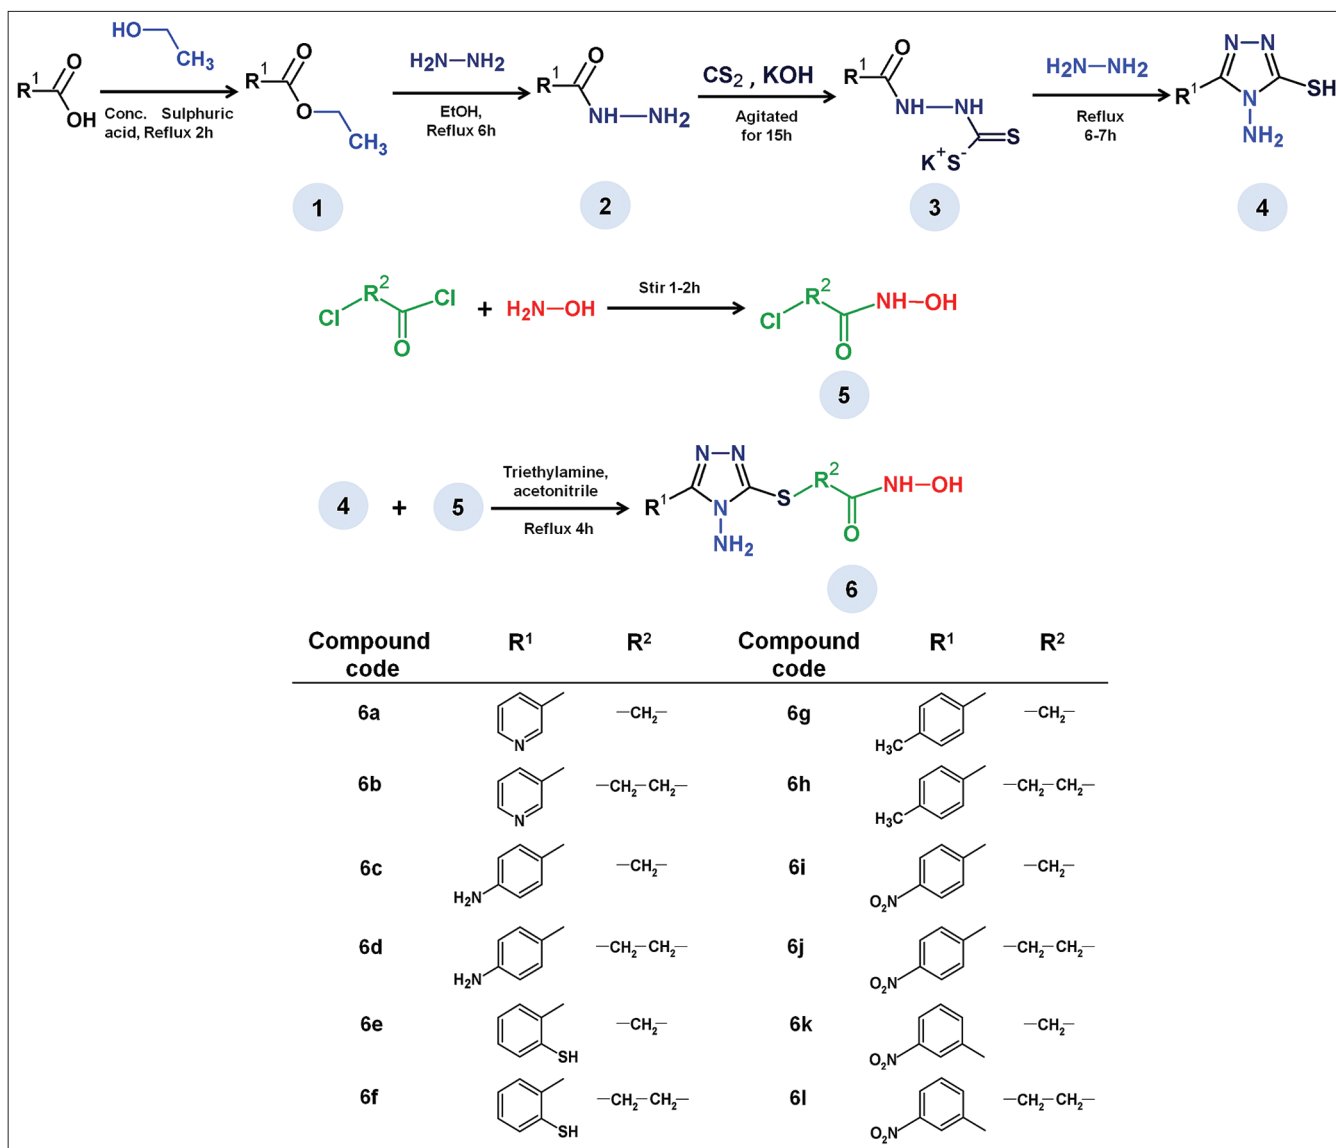 HO
CH3
R1 O OH
Conc. Sulphuric
acid, Reflux 2h
R1 O O CH3
1
H2N–NH2
EtOH,
Reflux 6h
R1 O NH–NH2
2
CS2 , KOH
Agitated
for 15h
R1 O NH–NH S K+ S-
3
H2N–NH2
Reflux
6-7h
N–N R1 N SH NH2
4
Cl R2 Cl O
+
H2N–OH
Stir 1-2h
Cl R2 NH–OH O
5
4 + 5
Triethylamine,
acetonitrile
Reflux 4h
N–N R1 N S R2 NH–OH O NH2
6
Compound code R1 R2 Compound code R1 R2
6a N –CH2– 6g H3C –CH2–
6b N –CH2–CH2– 6h H3C –CH2–CH2–
6c H2N –CH2– 6i O2N –CH2–
6d H2N –CH2–CH2– 6j O2N –CH2–CH2–
6e SH –CH2– 6k O2N –CH2–
6f SH –CH2–CH2– 6l O2N –CH2–CH2–